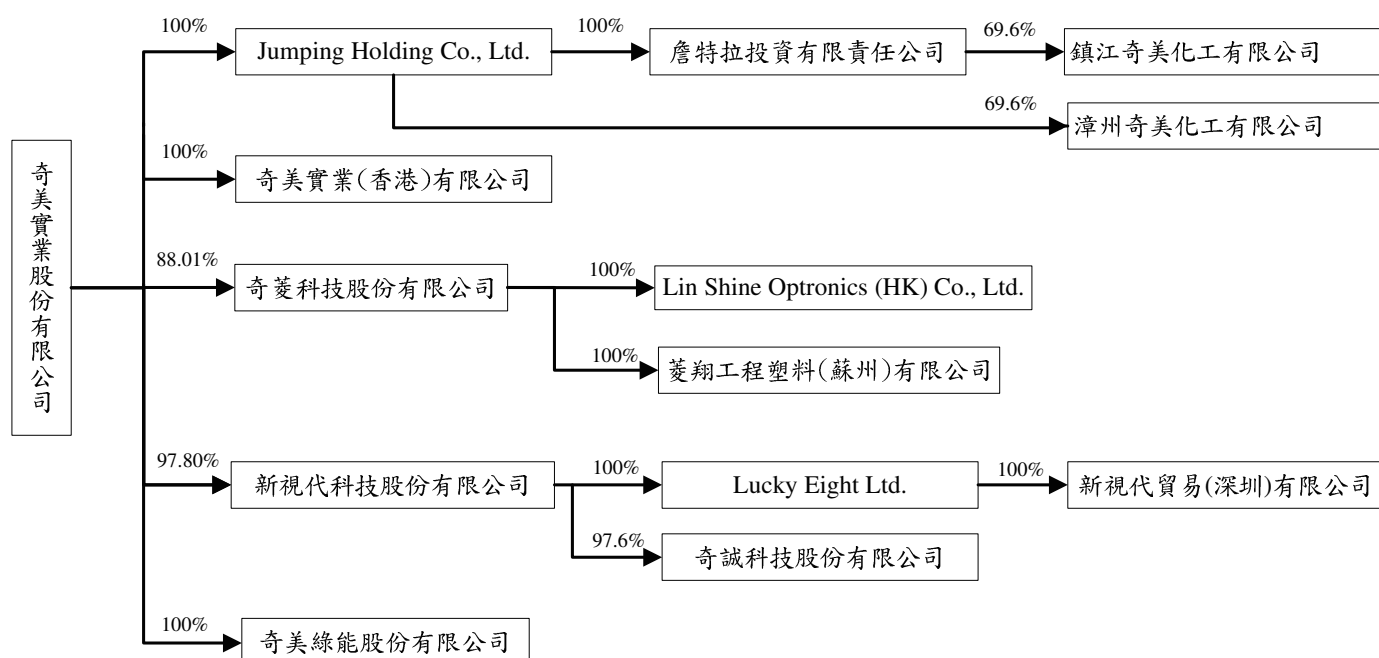 100%
Jumping Holding Co., Ltd.
100%
詹特拉投資有限責任公司
69.6%
鎮江奇美化工有限公司
69.6%
漳州奇美化工有限公司
奇美實業股份有限公司
100%
奇美實業(香港)有限公司
88.01%
奇菱科技股份有限公司
100%
Lin Shine Optronics (HK) Co., Ltd.
100%
菱翔工程塑料(蘇州)有限公司
97.80%
新視代科技股份有限公司
100%
Lucky Eight Ltd.
100%
新視代貿易(深圳)有限公司
97.6%
奇誠科技股份有限公司
100%
奇美綠能股份有限公司